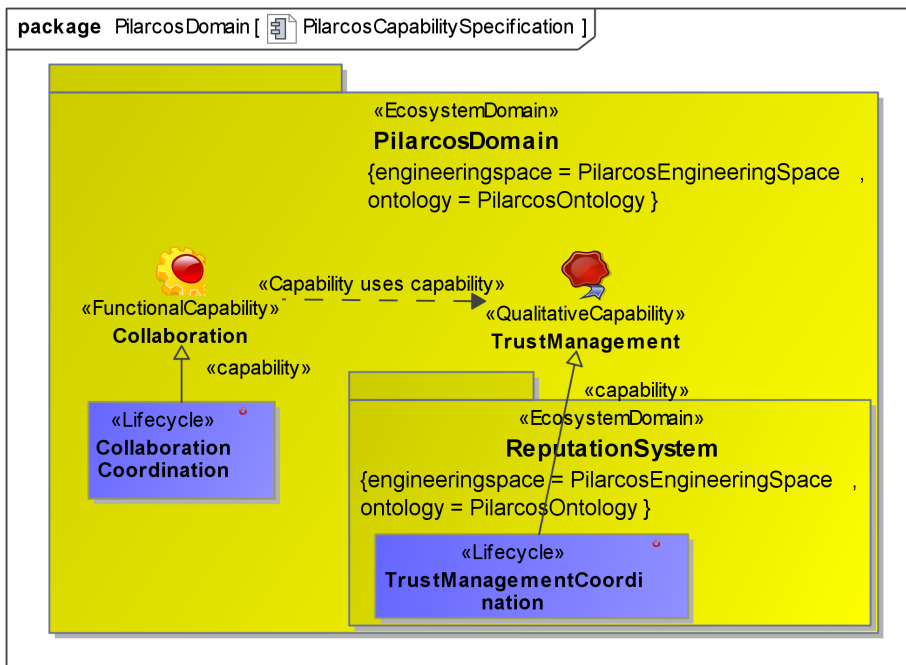 package PilarcosDomain [ PilarcosCapabilitySpecification ]
«EcosystemDomain»
PilarcosDomain
{engineeringspace = PilarcosEngineeringSpace ,
ontology = PilarcosOntology }
«Capability uses capability»
«FunctionalCapability»
Collaboration
«QualitativeCapability»
TrustManagement
«capability»
«capability»
«Lifecycle»
Collaboration
Coordination
«EcosystemDomain»
ReputationSystem
{engineeringspace = PilarcosEngineeringSpace ,
ontology = PilarcosOntology }
«Lifecycle»
TrustManagementCoordi
nation